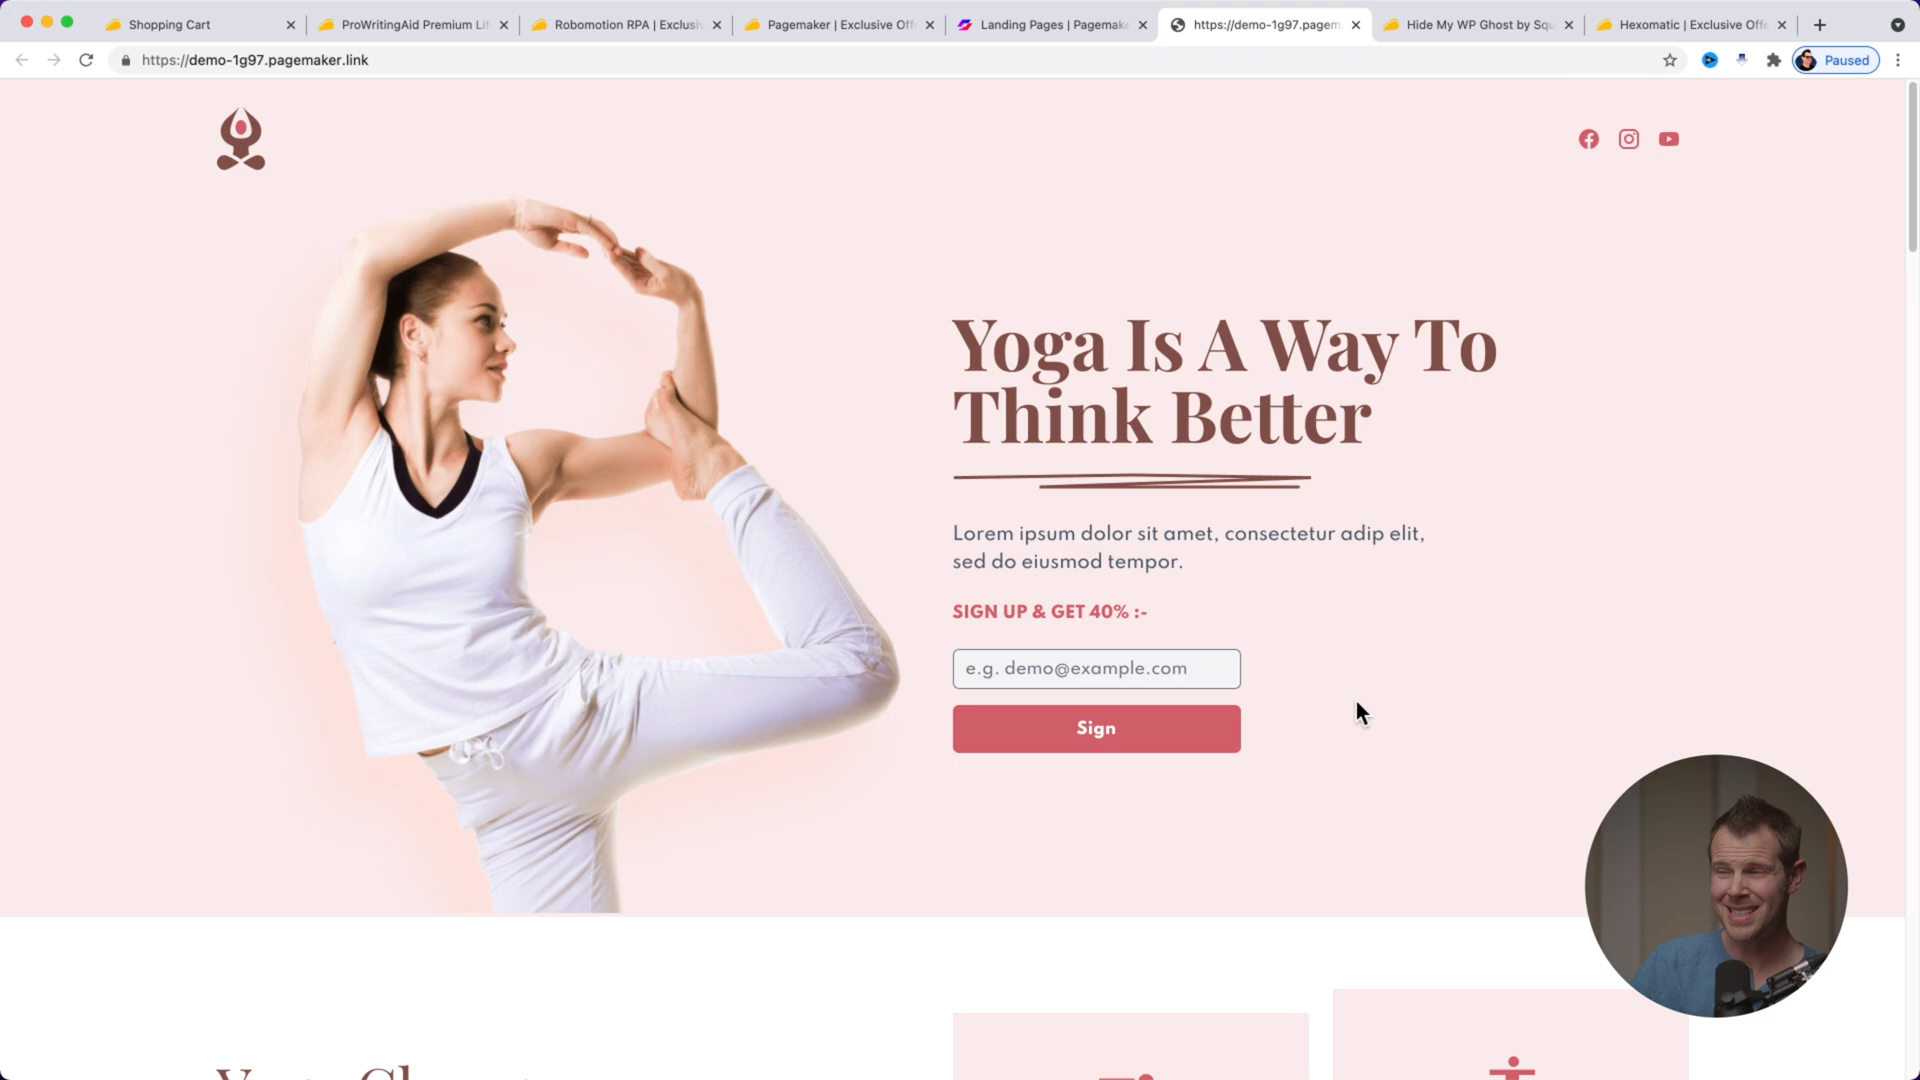 Shopping Cart
ProWritingAid Premium Li
Robomotion RPA | Exclusiv
Pagemaker | Exclusive Off
Landing Pages | Pagemake
https://demo-1g97.pagem
Hide My WP Ghost by Squ
Hexomatic | Exclusive Offe
https://demo-1g97.pagemaker.link
Paused
Yoga Is A Way To
Think Better
Lorem ipsum dolor sit amet, consectetur adip elit,
sed do eiusmod tempor.
SIGN UP & GET 40% :-
e.g. demo@example.com
Sign